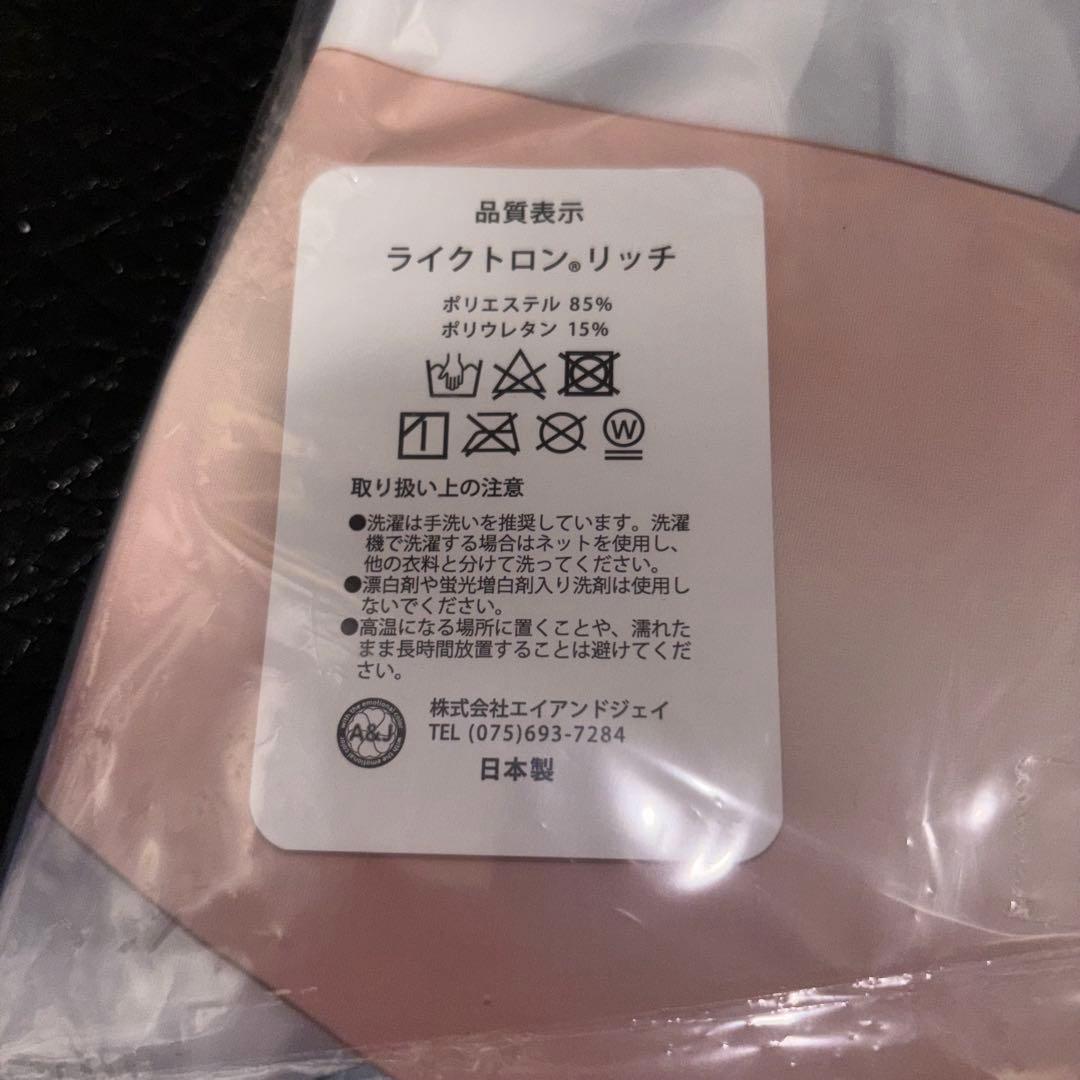 品質表示
ライクトロン®リッチ
ポリエステル 85%
ポリウレタン 15%
W
取り扱い上の注意
●洗濯は手洗いを推奨しています。洗濯
機で洗濯する場合はネットを使用し、
他の衣料と分けて洗ってください。
●漂白剤や蛍光増白剤入り洗剤は使用し
ないでください。
●高温になる場所に置くことや、濡れた
まま長時間放置することは避けてくだ
さい。
with the emotional color
A&J
with the emotional color
株式会社エイアンドジェイ
TEL (075)693-7284
日本製